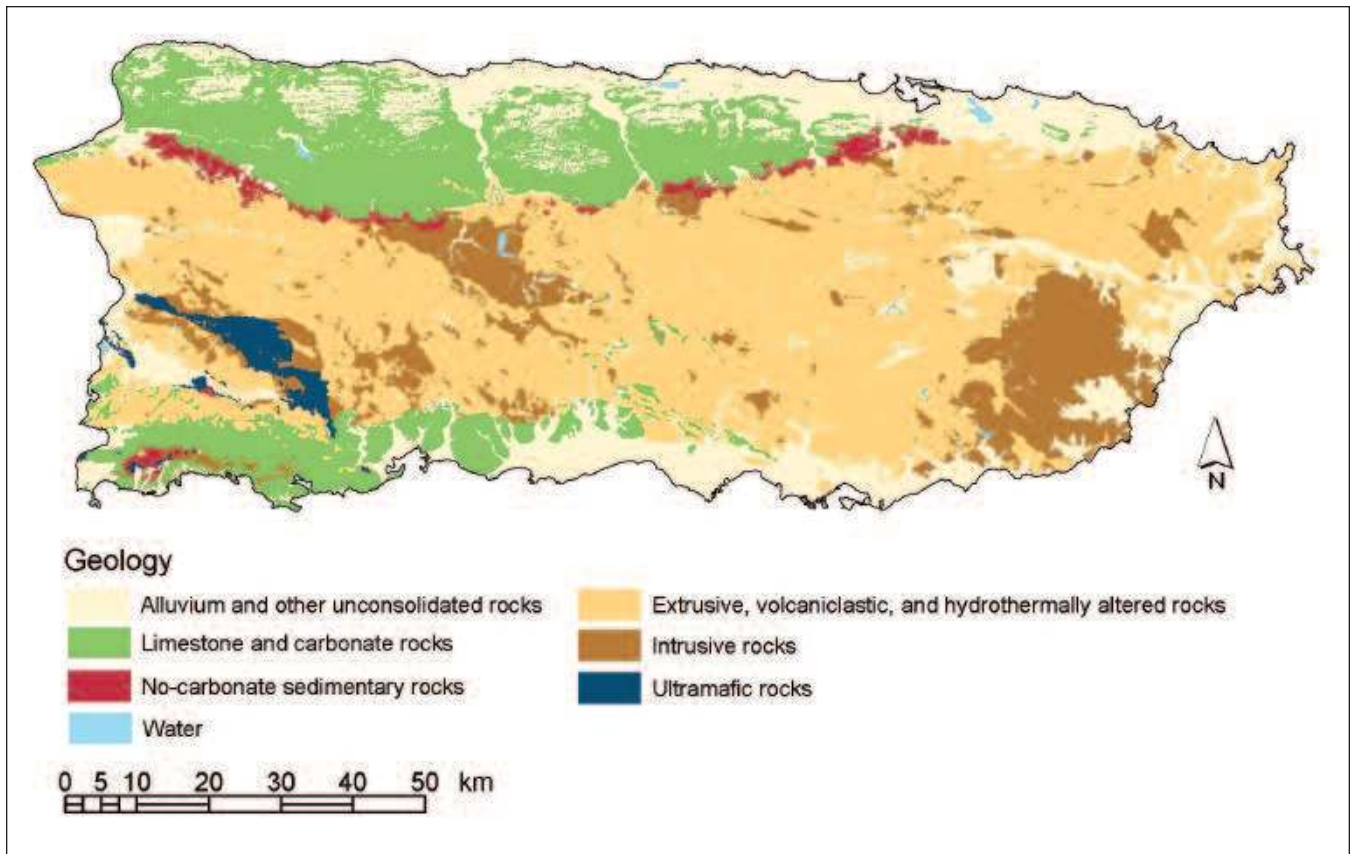 N
Geology
Alluvium and other unconsolidated rocks
Limestone and carbonate rocks
No-carbonate sedimentary rocks
Water
Extrusive, volcaniclastic, and hydrothermally altered rocks
Intrusive rocks
Ultramafic rocks
0 5 10 20 30 40 50 km